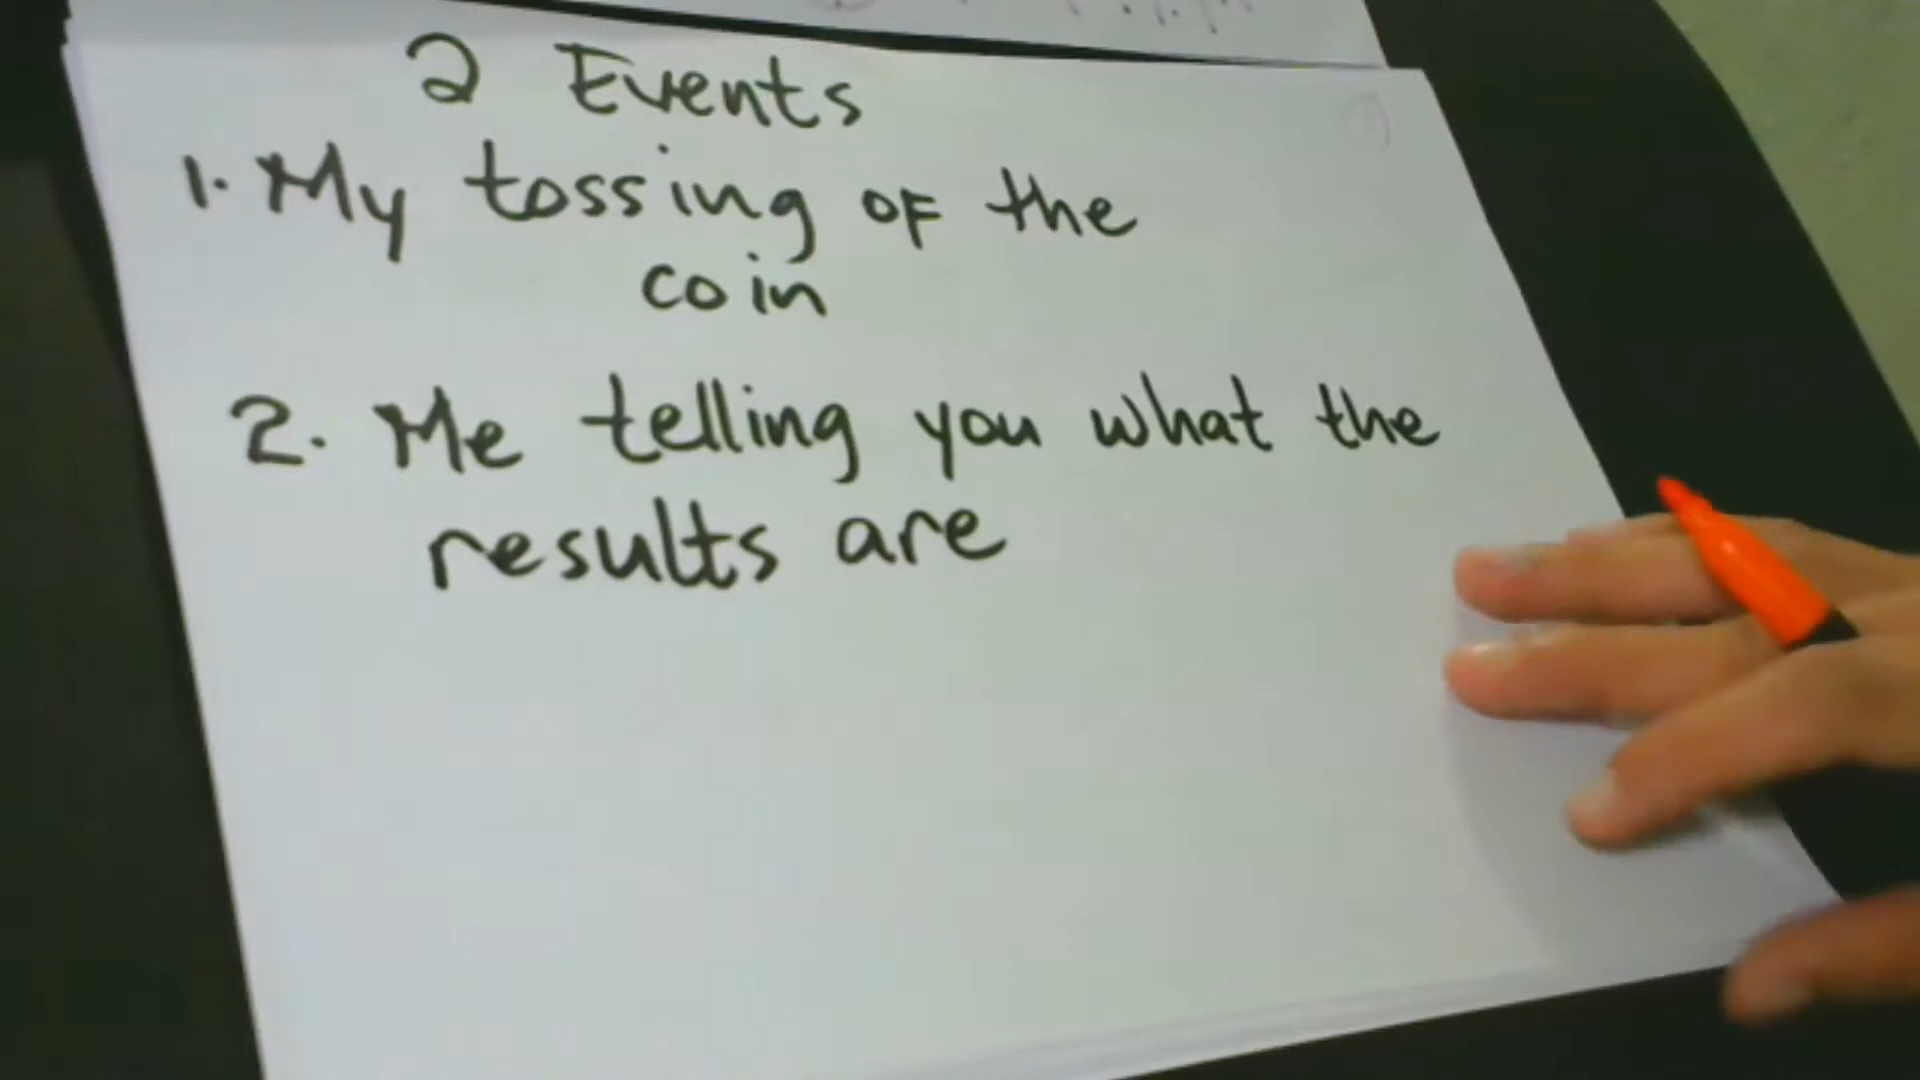 2 Events
1. My tossing of the
coin
2. Me telling you what the
results are